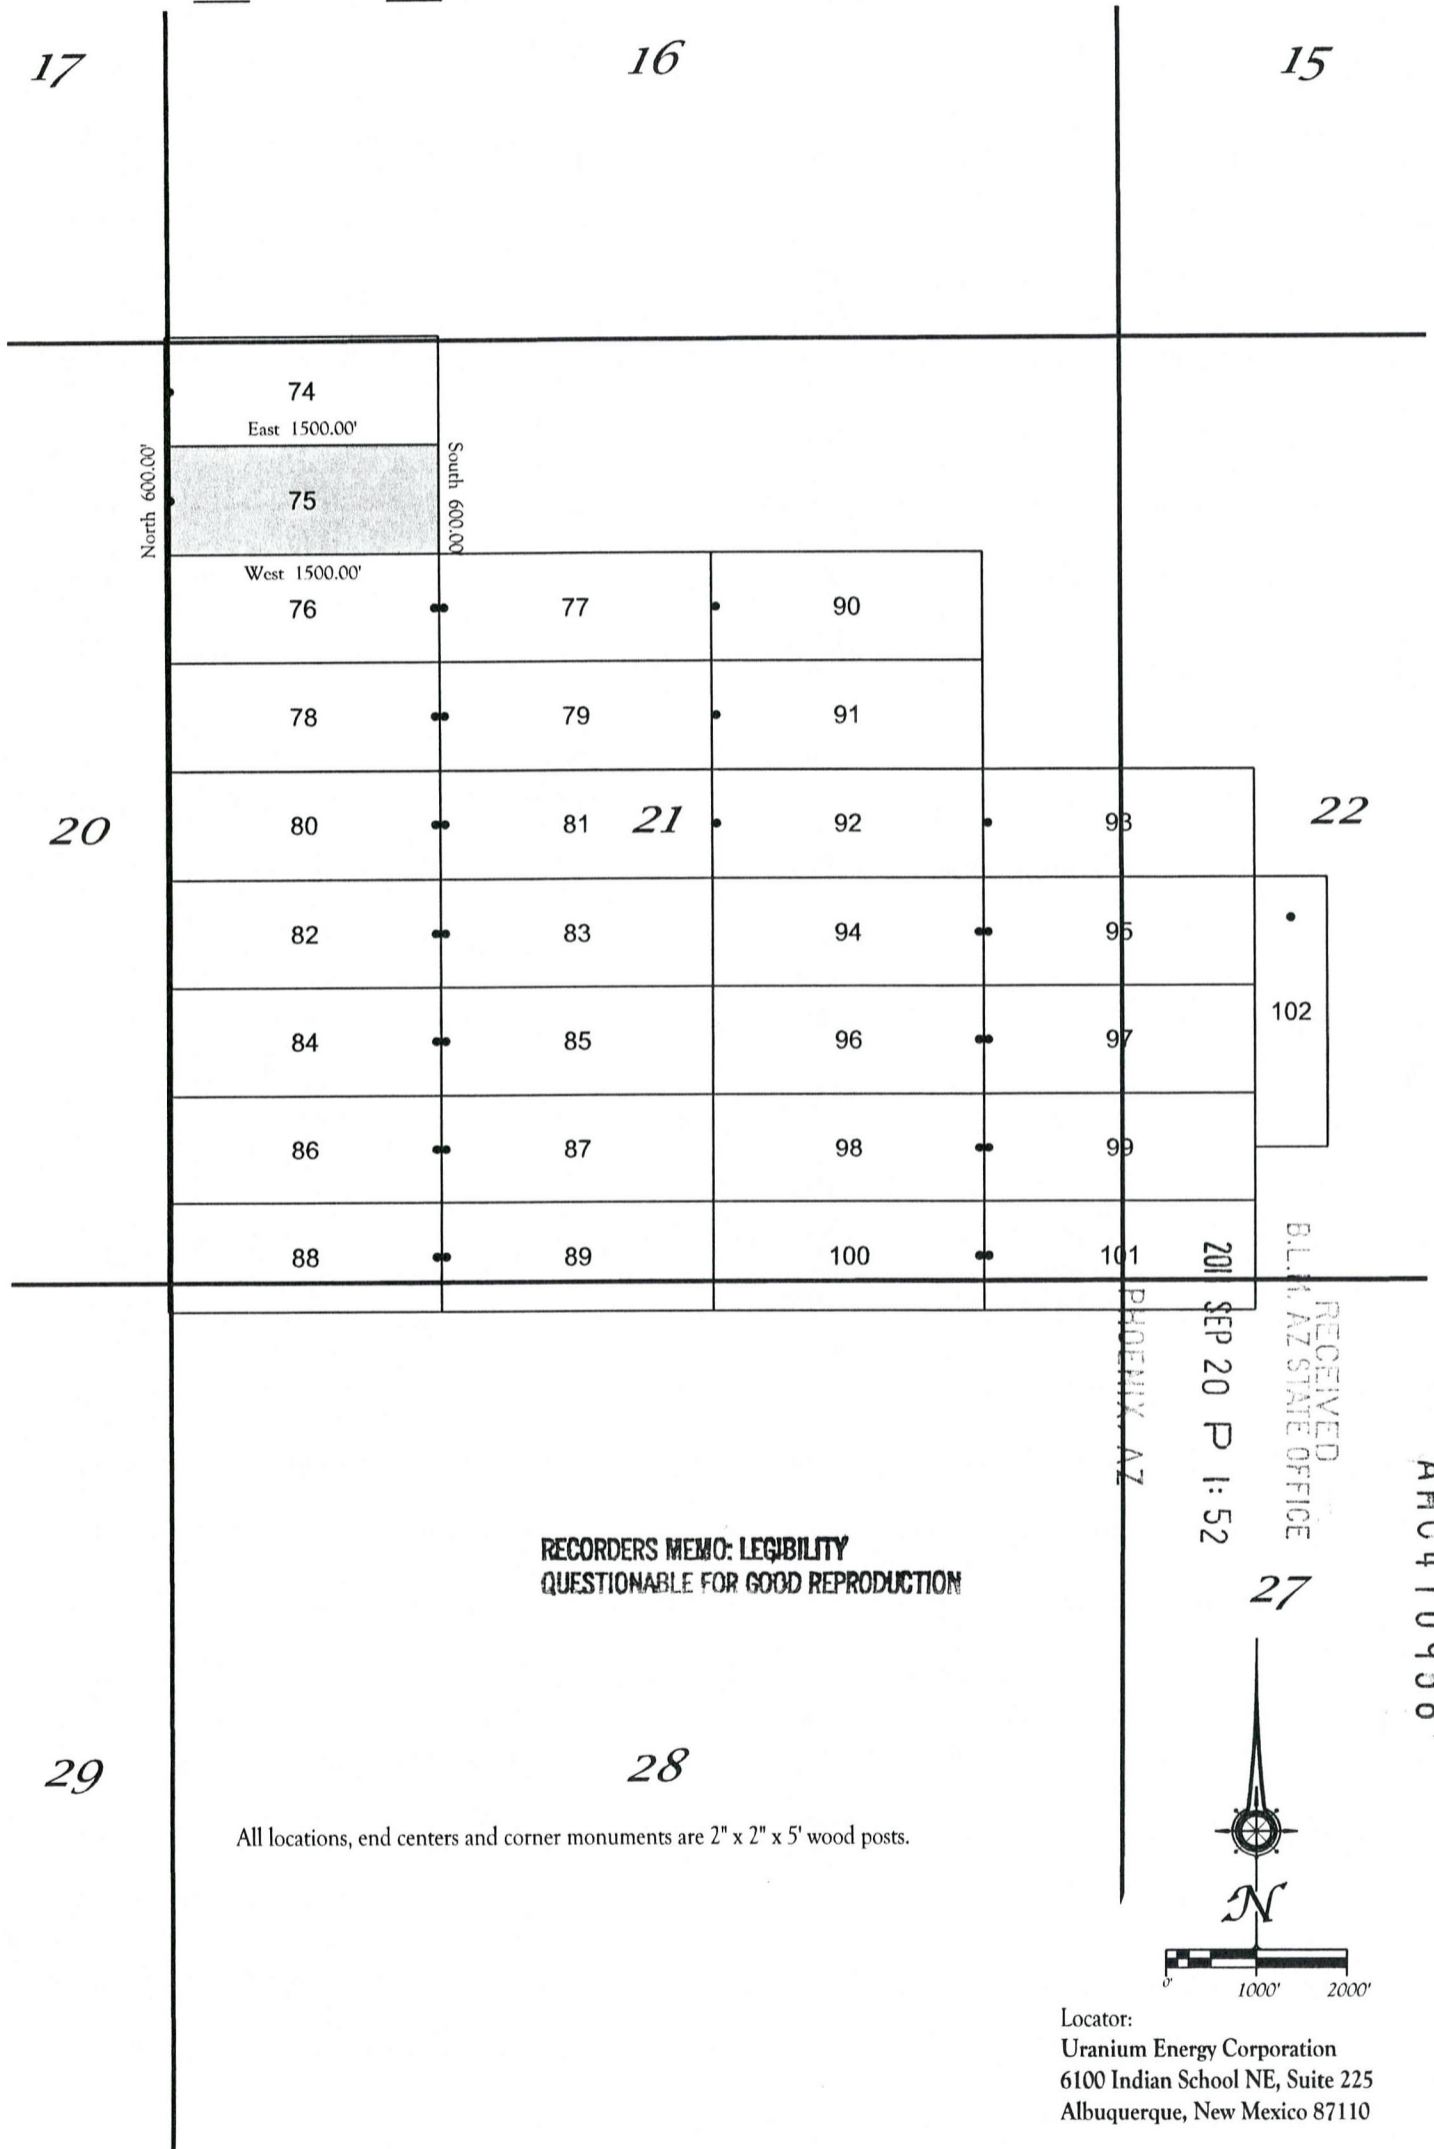 17 16 15
74
East 1500.00'
North 600.00'
75
South 600.00'
West 1500.00'
76 77 90
78 79 91
20 80 81 21 92 93 22
82 83 94 95
84 85 96 97 102
86 87 98 99
88 89 100 101
RECEIVED
B.L.M. AZ STATE OFFICE
2011 SEP 20 P 1:52
PHOENIX, AZ
RECORDERS MEMO: LEGIBILITY
QUESTIONABLE FOR GOOD REPRODUCTION
27
29 28
All locations, end centers and corner monuments are 2" x 2" x 5' wood posts.
N
0' 1000' 2000'
Locator:
Uranium Energy Corporation
6100 Indian School NE, Suite 225
Albuquerque, New Mexico 87110